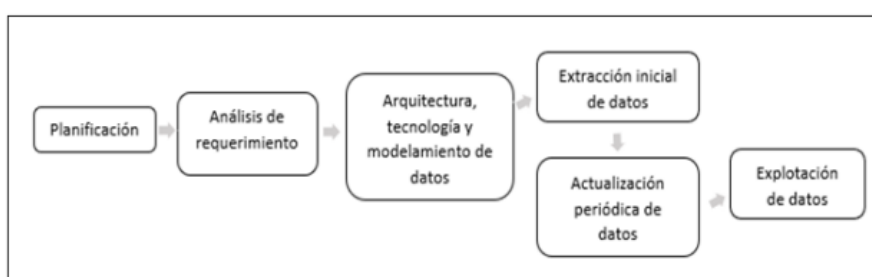 Planificación
Análisis de
requerimiento
Arquitectura,
tecnología y
modelamiento de
datos
Extracción inicial
de datos
Actualización
periódica de
datos
Explotación
de datos